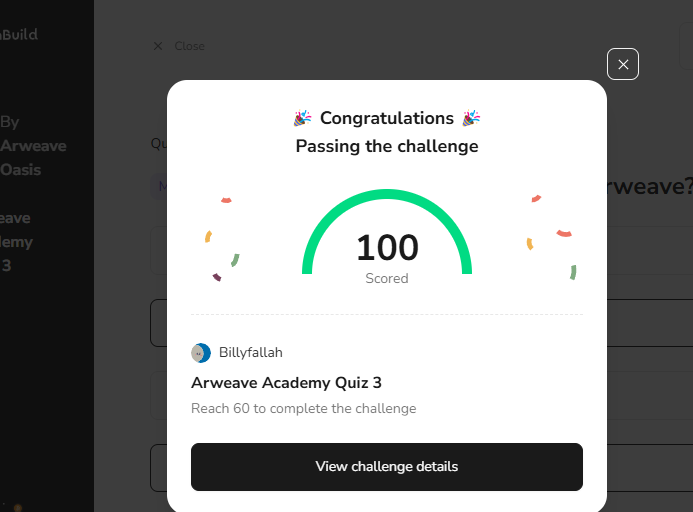 Build
Close
By
Arweave
Oasis
Congratulations
Passing the challenge
100
Scored
Billyfallah
Arweave Academy Quiz 3
Reach 60 to complete the challenge
View challenge details
eave
demy
3
Qu
M
rweave?